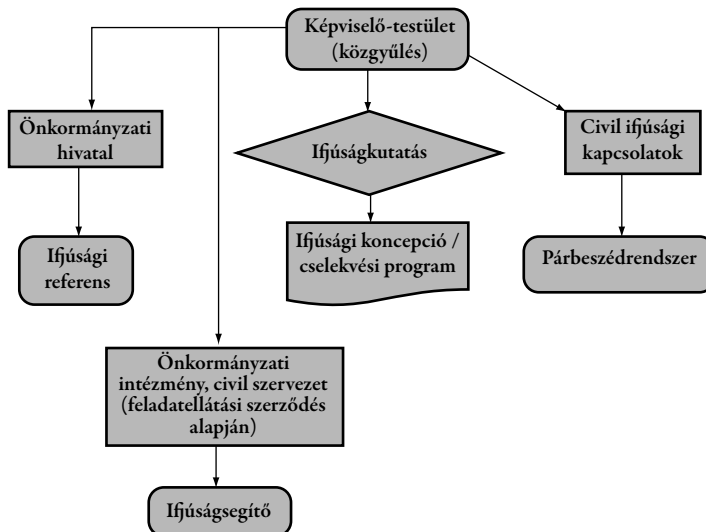 Képviselő-testület
(közgyűlés)
Önkormányzati
hivatal
Ifjúságkutatás
Civil ifjúsági
kapcsolatok
Ifjúsági
referens
Ifjúsági koncepció /
cselekvési program
Párbeszédrendszer
Önkormányzati
intézmény, civil szervezet
(feladatellátási szerződés
alapján)
Ifjúságsegítő